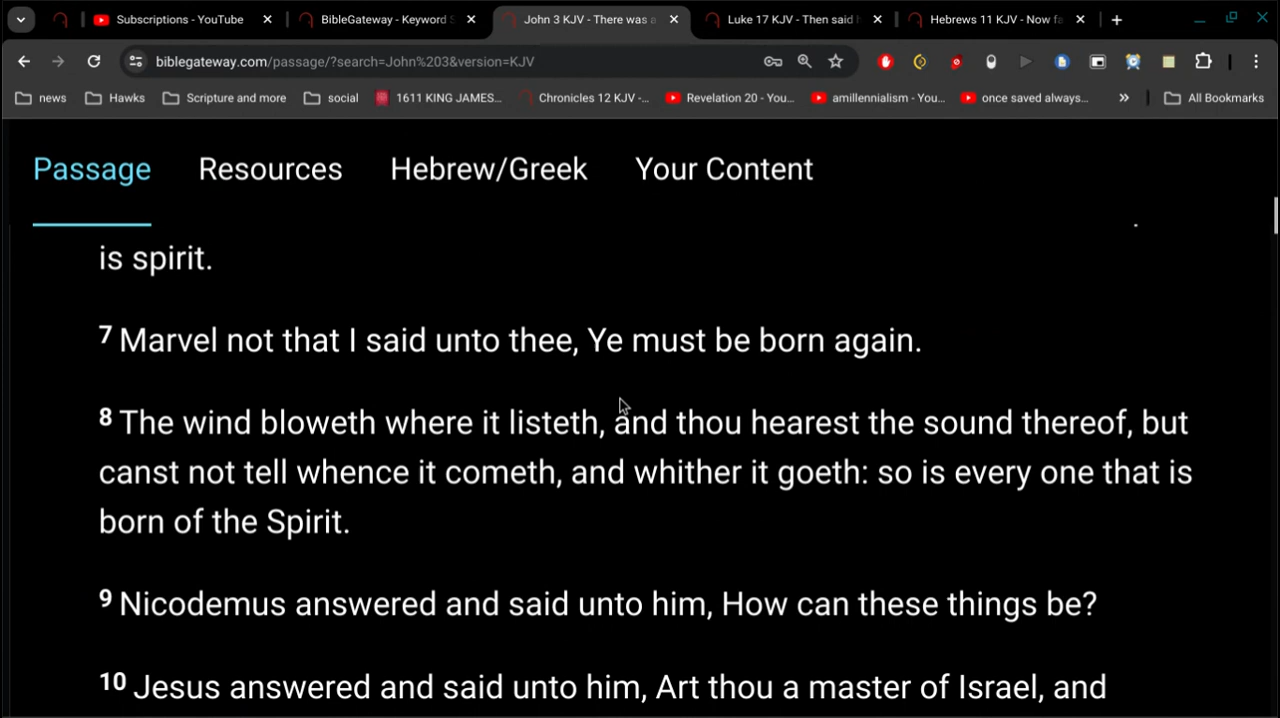 Subscriptions - YouTube
BibleGateway - Keyword S
John 3 KJV - There was a
Luke 17 KJV - Then said h
Hebrews 11 KJV - Now fa
biblegateway.com/passage/?search=John%203&version=KJV
news
Hawks
Scripture and more
social
1611 KING JAMES...
Chronicles 12 KJV -...
Revelation 20 - You...
amillennialism - You...
once saved always...
All Bookmarks
Passage
Resources
Hebrew/Greek
Your Content
is spirit.
7 Marvel not that I said unto thee, Ye must be born again.
8 The wind bloweth where it listeth, and thou hearest the sound thereof, but
canst not tell whence it cometh, and whither it goeth: so is every one that is
born of the Spirit.
9 Nicodemus answered and said unto him, How can these things be?
10 Jesus answered and said unto him, Art thou a master of Israel, and